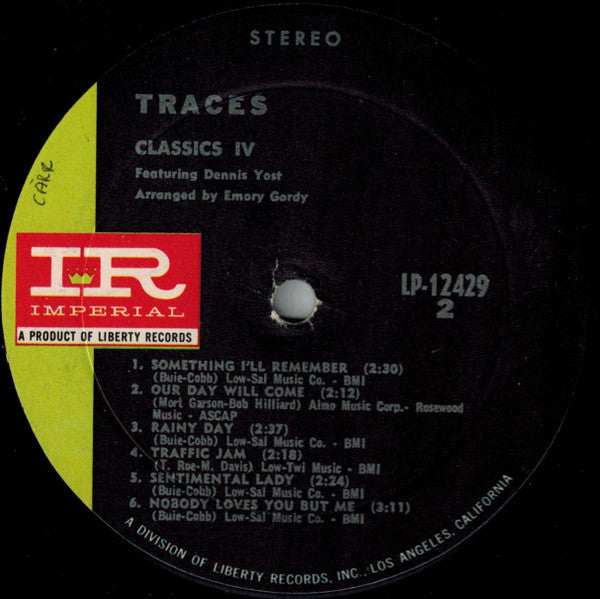 STEREO
TRACES
CLASSICS IV
Featuring Dennis Yost
Arranged by Emory Gordy
CARR
IR
IMPERIAL
A PRODUCT OF LIBERTY RECORDS
LP-12429
2
1. SOMETHING I'LL REMEMBER (2:30)
(Buie-Cobb) Low-Sal Music Co. - BMI
2. OUR DAY WILL COME (2:12)
(Mort Garson-Bob Hilliard) Almo Music Corp.- Rosewood
Music - ASCAP
3. RAINY DAY (2:37)
(Buie-Cobb) Low-Sal Music Co. - BMI
4. TRAFFIC JAM (2:18)
(T. Roe-M. Davis) Low-Twi Music - BMI
5. SENTIMENTAL LADY (2:24)
(Buie-Cobb) Low-Sal Music Co. - BMI
6. NOBODY LOVES YOU BUT ME (3:11)
(Buie-Cobb) Low-Sal Music Co. - BMI
A DIVISION OF LIBERTY RECORDS, INC., LOS ANGELES, CALIFORNIA